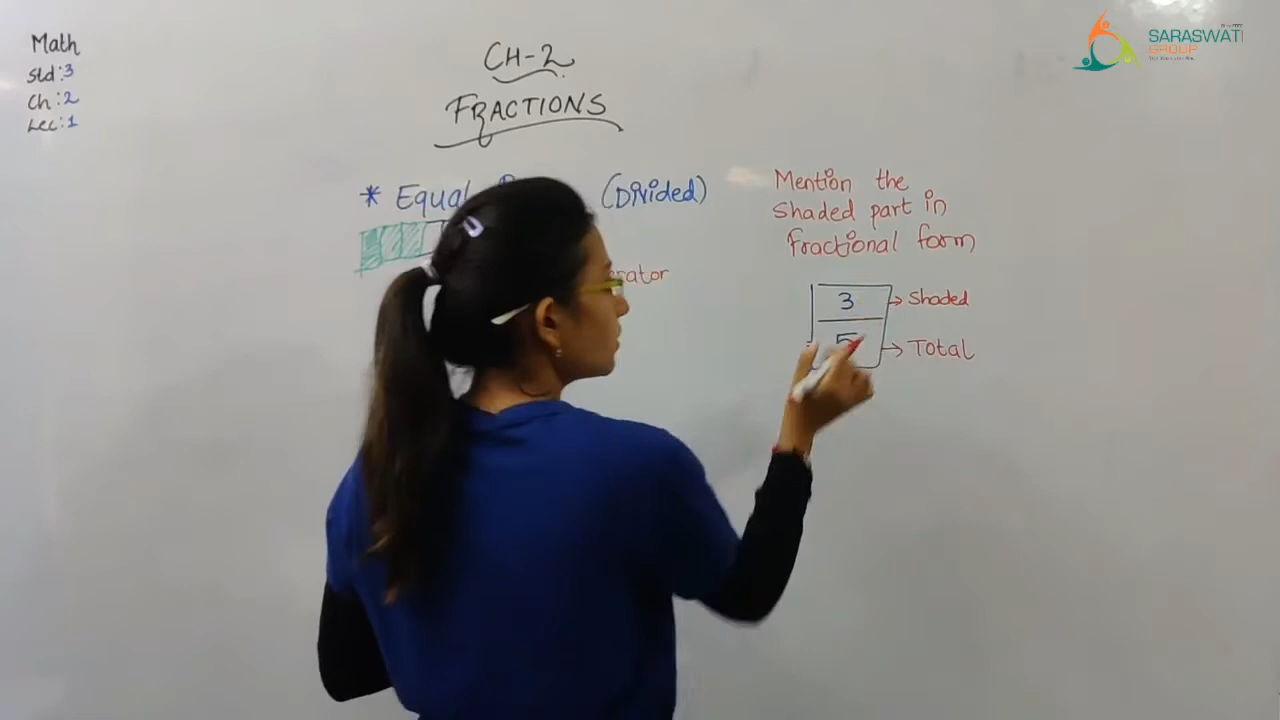 Math
Std:3
Ch:2
Lec:1
CH-2
FRACTIONS
* Equal (Divided)
Mention the
Shaded part in
Fractional form
3 → Shaded
5 → Total
SARASWATI
GROUP